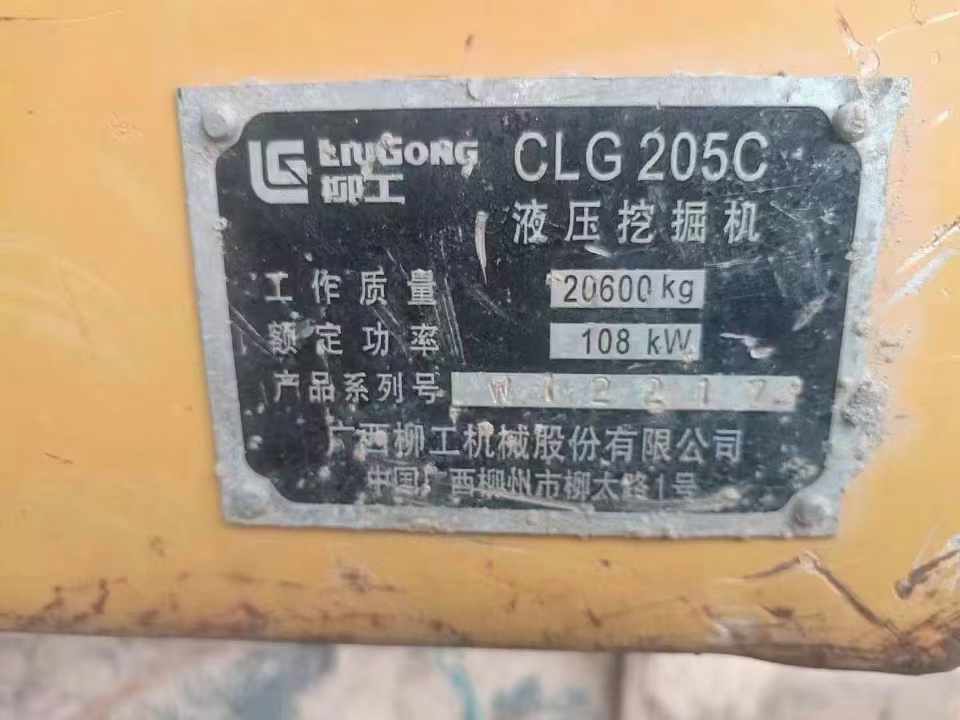 LG LIUGONG CLG 205C
柳工
液压挖掘机
工作质量 20600 kg
额定功率 108 kW
产品系列号 W12217
广西柳工机械股份有限公司
中国广西柳州市柳太路1号